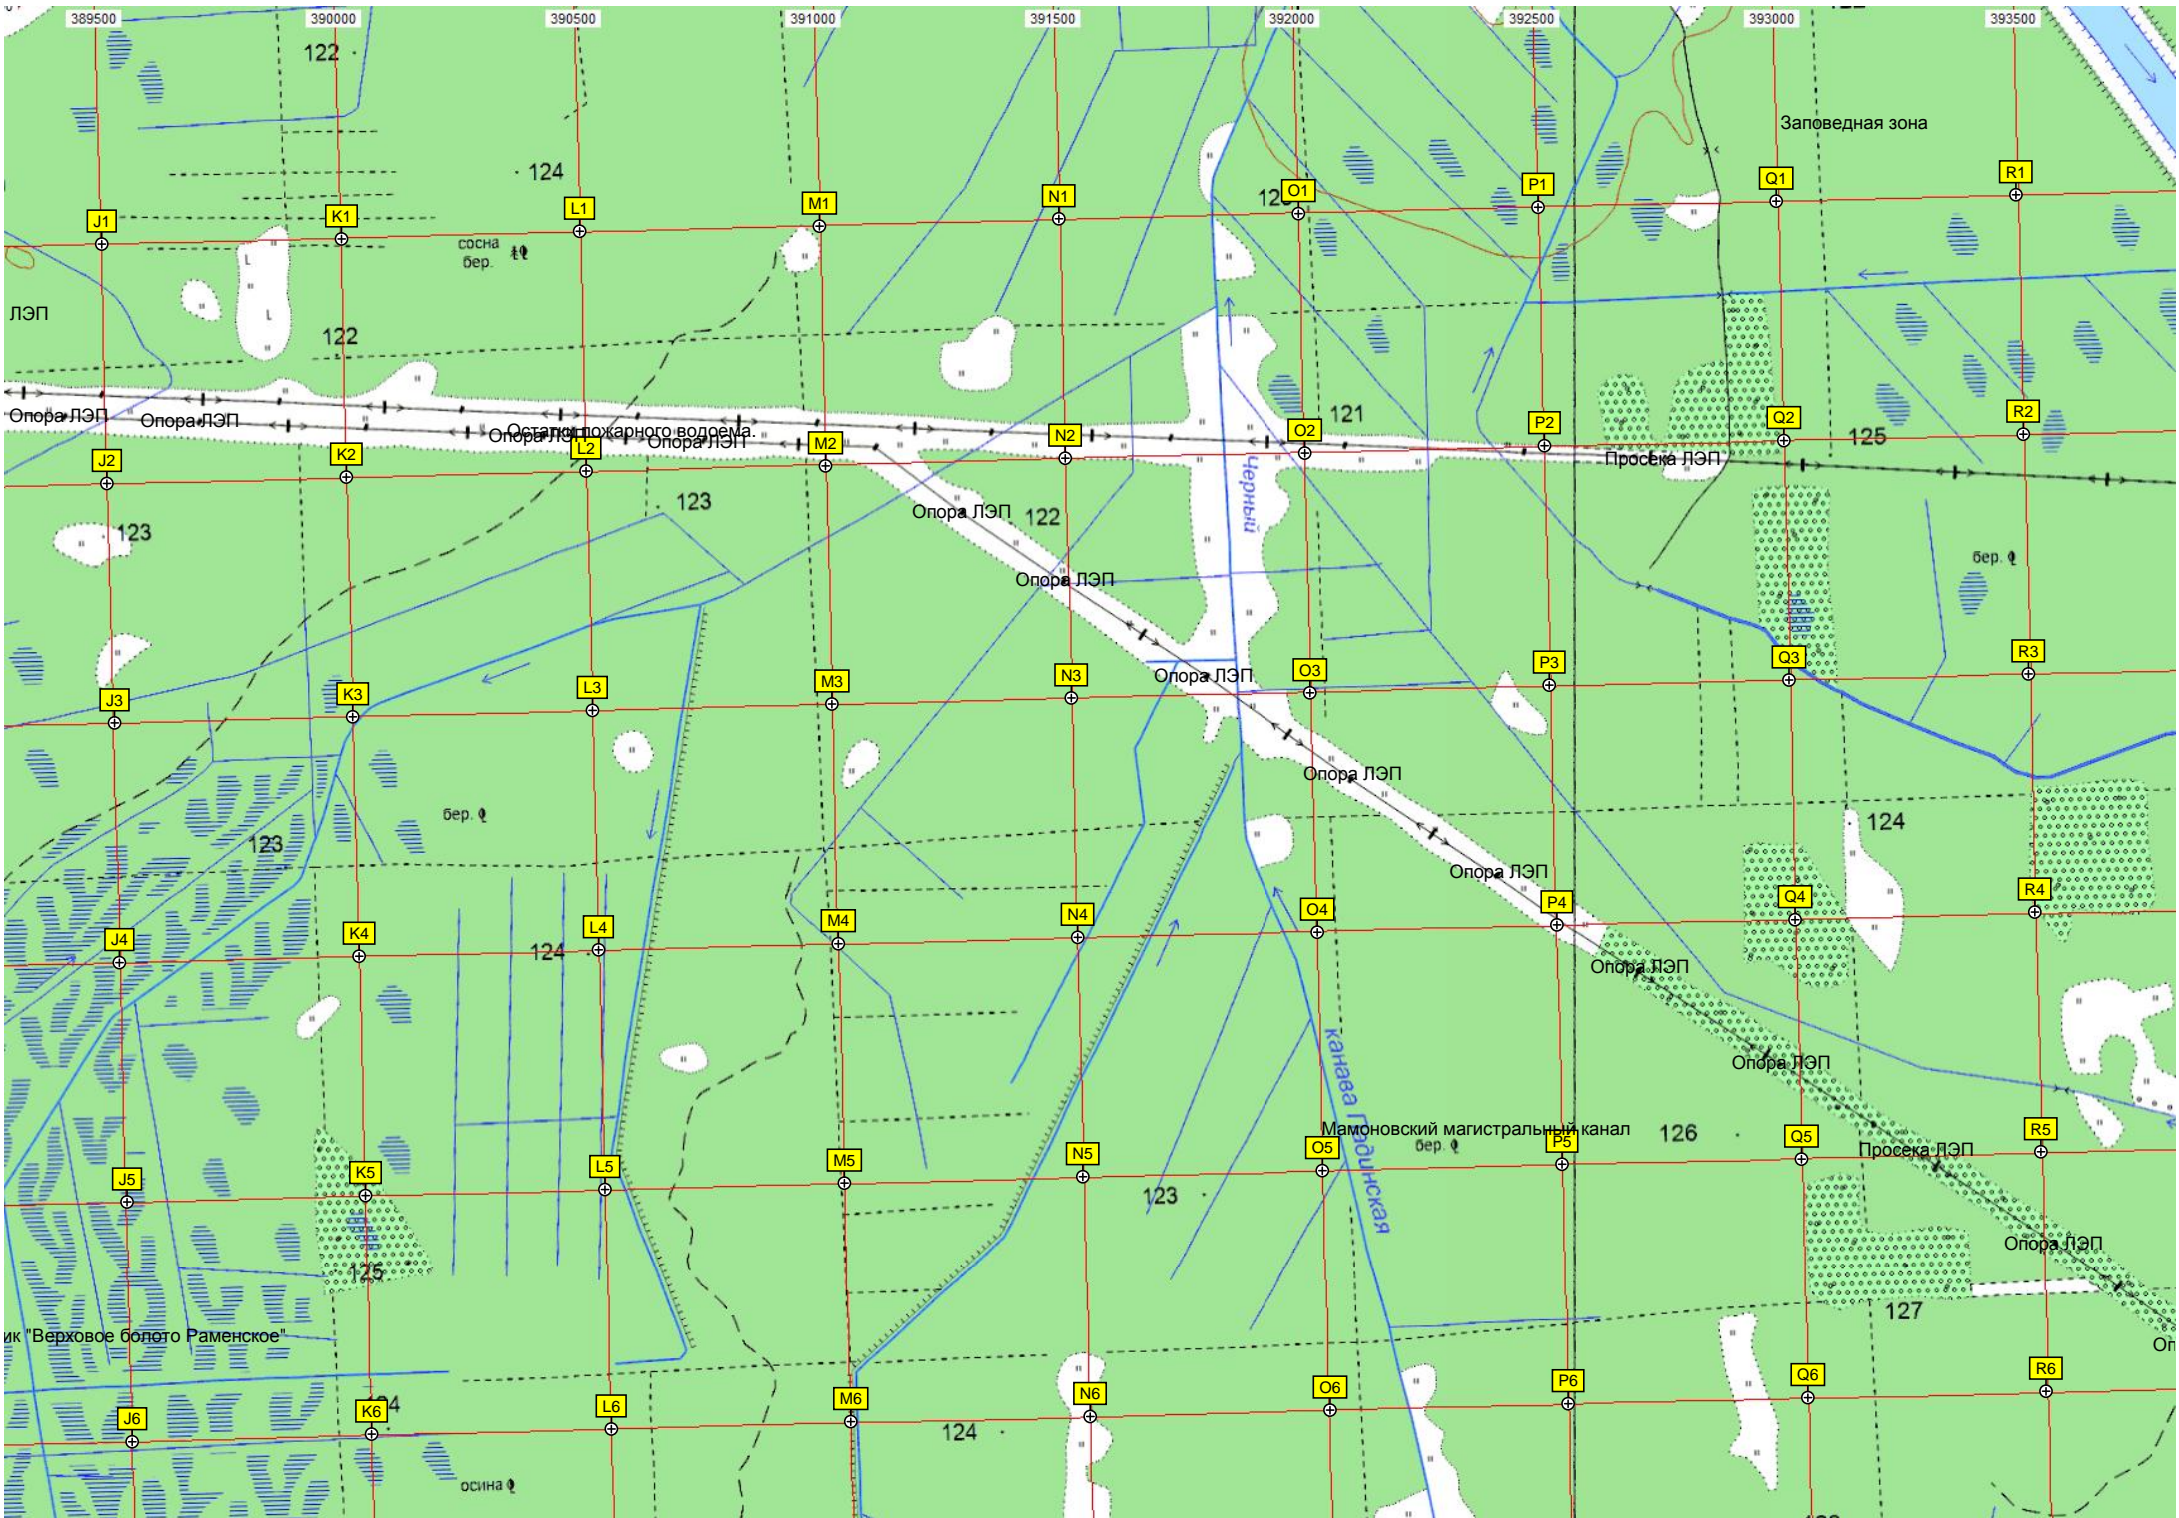 389500 390000 390500 391000 391500 392000 392500 393000 393500
122
Заповедная зона
124
J1 K1 L1 M1 N1 O1 P1 Q1 R1
сосна
бер.
ЛЭП
122
121
Опора ЛЭП
Опора ЛЭП
Остатки пожарного водоема.
Опора ЛЭП
Опора ЛЭП
J2 K2 L2 M2 N2 O2 P2 Q2 R2
125
Просека ЛЭП
Черный
123
123
Опора ЛЭП
122
бер.
Опора ЛЭП
J3 K3 L3 M3 N3 O3 P3 Q3 R3
Опора ЛЭП
Опора ЛЭП
бер.
124
123
Опора ЛЭП
J4 K4 L4 M4 N4 O4 P4 Q4 R4
124
Опора ЛЭП
Опора ЛЭП
канава Гординская
Мамоновский магистральный канал
бер.
126
Просека ЛЭП
J5 K5 L5 M5 N5 O5 P5 Q5 R5
123
Опора ЛЭП
125
127
ик "Верховое болото Раменское"
Оп
J6 K6 L6 M6 N6 O6 P6 Q6 R6
124
осина